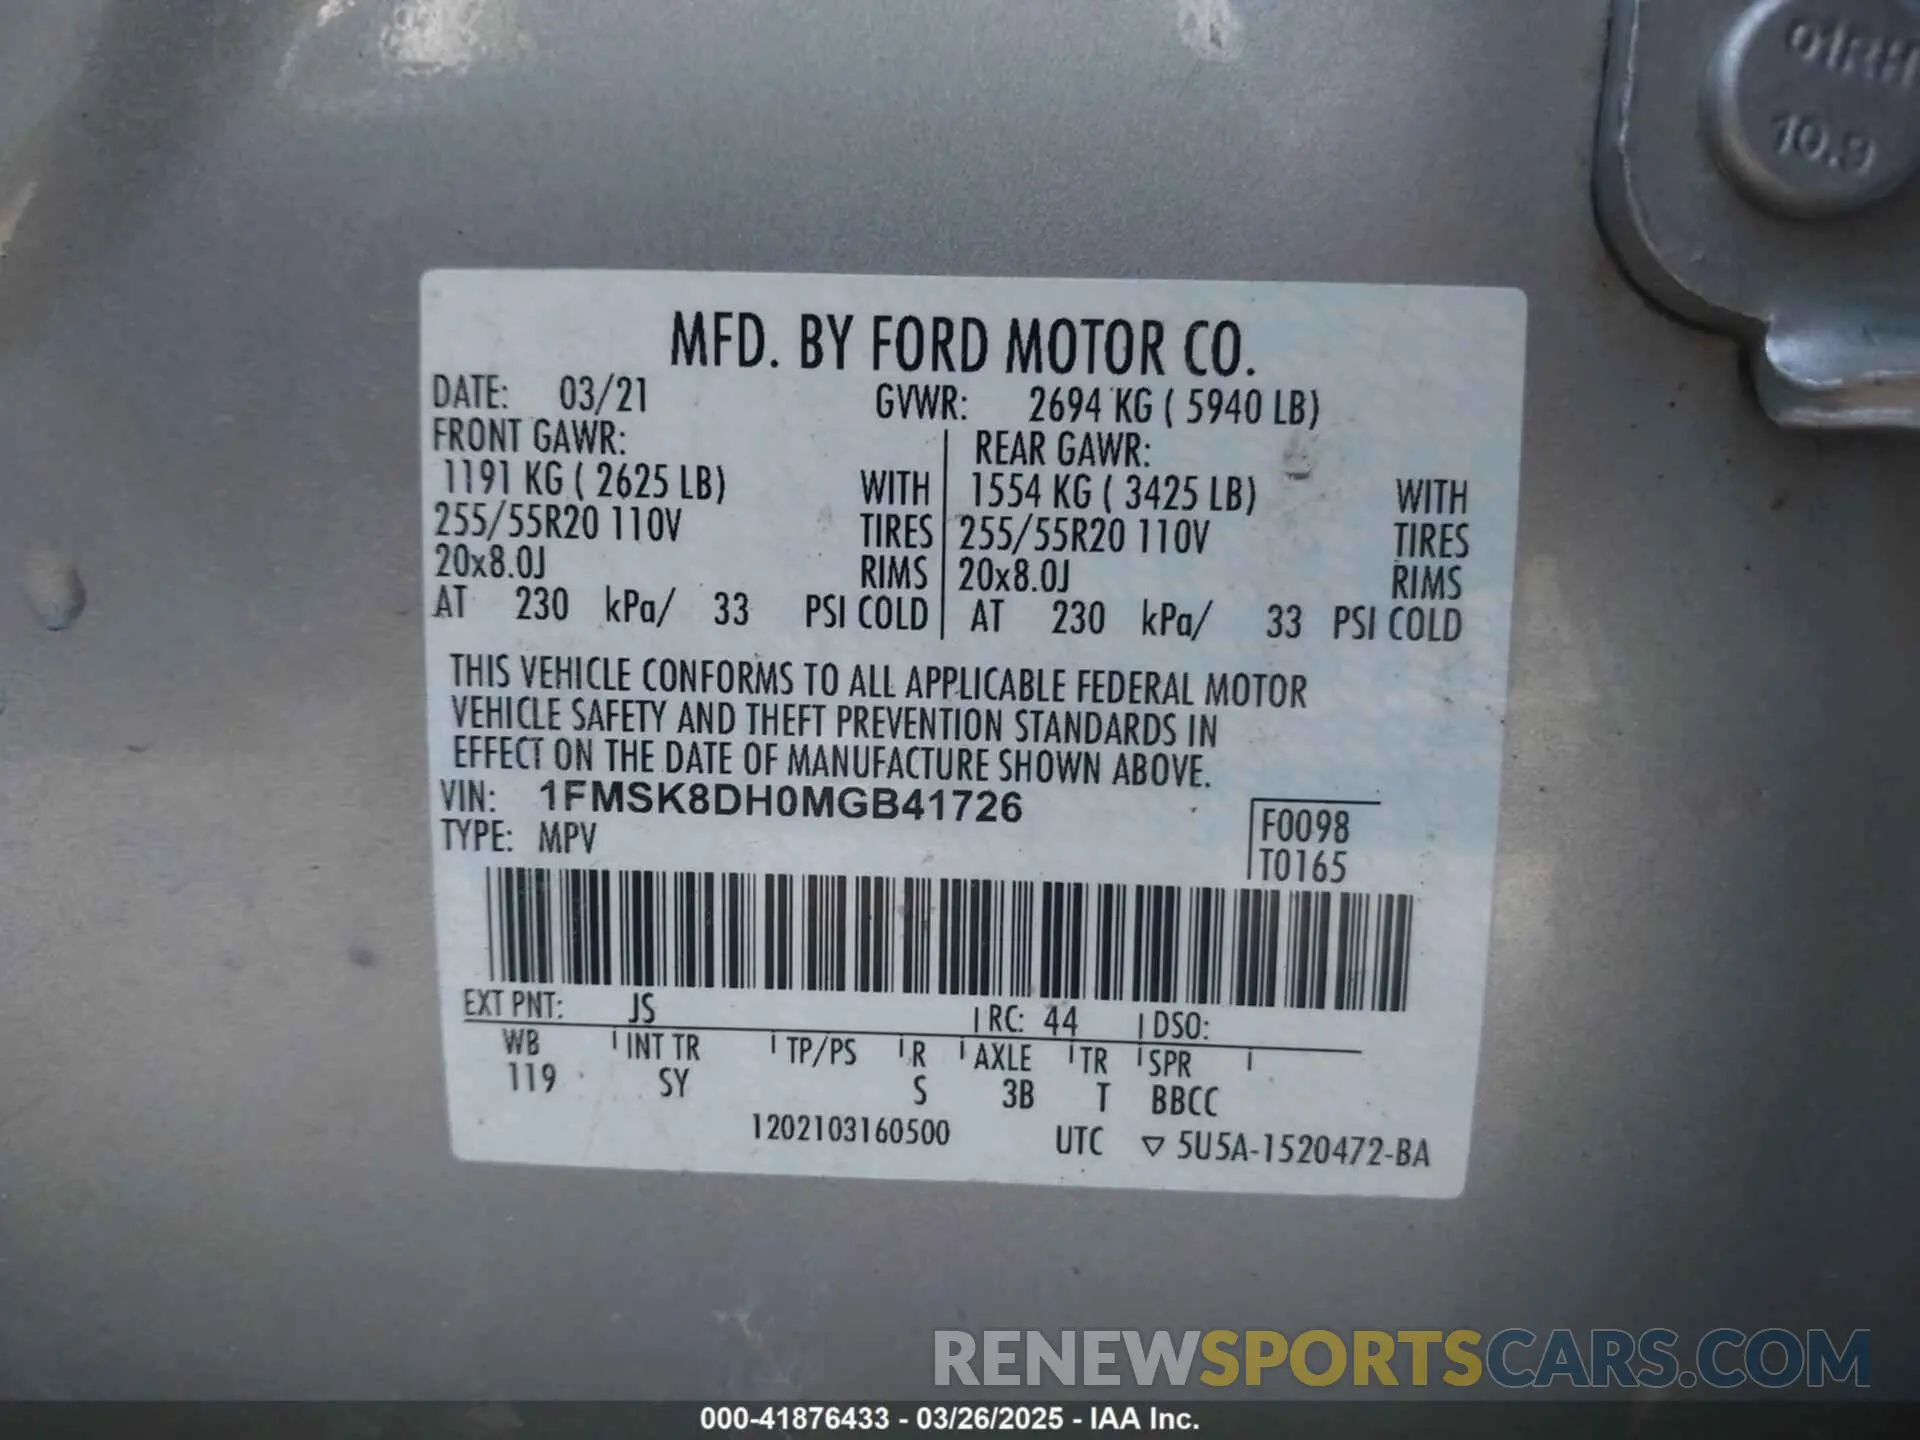 10.9
MFD. BY FORD MOTOR CO.
DATE: 03/21 GVWR: 2694 KG ( 5940 LB)
FRONT GAWR: REAR GAWR:
1191 KG ( 2625 LB) WITH 1554 KG ( 3425 LB) WITH
255/55R20 110V TIRES 255/55R20 110V TIRES
20x8.0J RIMS 20x8.0J RIMS
AT 230 kPa/ 33 PSI COLD AT 230 kPa/ 33 PSI COLD
THIS VEHICLE CONFORMS TO ALL APPLICABLE FEDERAL MOTOR
VEHICLE SAFETY AND THEFT PREVENTION STANDARDS IN
EFFECT ON THE DATE OF MANUFACTURE SHOWN ABOVE.
VIN: 1FMSK8DH0MGB41726 F0098
TYPE: MPV T0165
EXT PNT: JS RC: 44 DSO:
WB INT TR TP/PS R AXLE TR SPR
119 SY S 3B T BBCC
1202103160500 UTC ▽ 5U5A-1520472-BA
RENEWSPORTSCARS.COM
000-41876433 - 03/26/2025 - IAA Inc.